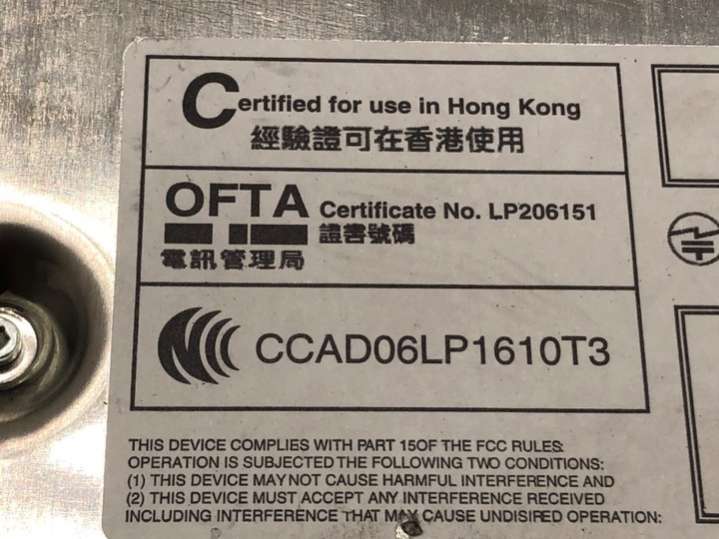 Certified for use in Hong Kong
經驗證可在香港使用
OFTA Certificate No. LP206151
證書號碼
電訊管理局
CCAD06LP1610T3
THIS DEVICE COMPLIES WITH PART 15OF THE FCC RULES:
OPERATION IS SUBJECTED THE FOLLOWING TWO CONDITIONS:
(1) THIS DEVICE MAY NOT CAUSE HARMFUL INTERFERENCE AND
(2) THIS DEVICE MUST ACCEPT ANY INTERFERENCE RECEIVED
INCLUDING INTERFERENCE THAT MAY CAUSE UNDISIRED OPERATION: